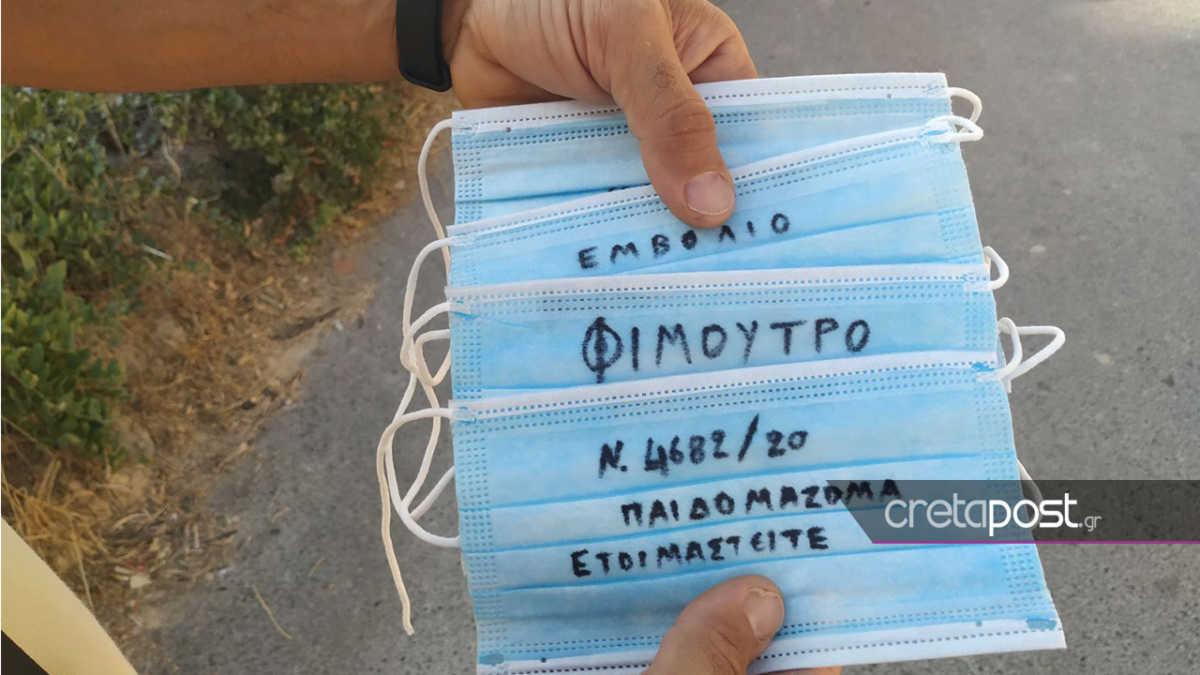 ΕΜΒΟΛΙΟ
ΦΙΜΟΥΤΡΟ
Ν. 4682/20
ΠΑΙΔΟΜΑΖΩΜΑ
ΕΤΟΙΜΑΣΤΕΙΤΕ
cretapost.gr